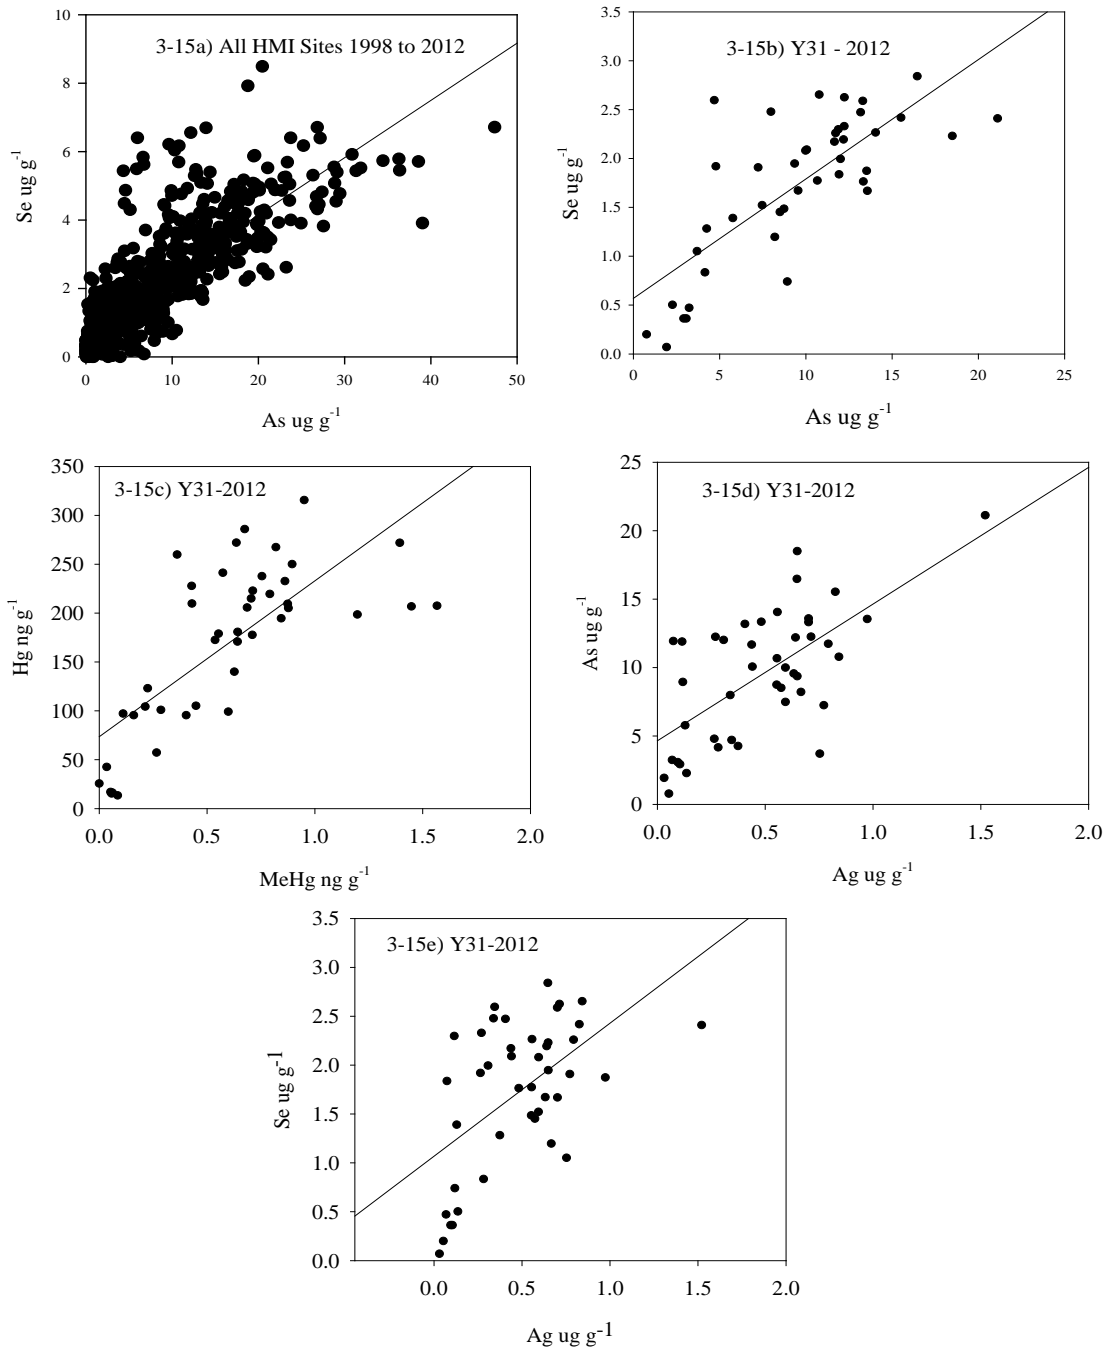 3-15a) All HMI Sites 1998 to 2012
10
8
6
4
2
0
Se ug g-1
0 10 20 30 40 50
As ug g-1
3-15b) Y31 - 2012
3.5
3.0
2.5
2.0
1.5
1.0
0.5
0.0
Se ug g-1
0 5 10 15 20 25
As ug g-1
3-15c) Y31-2012
350
300
250
200
150
100
50
0
Hg ng g-1
0.0 0.5 1.0 1.5 2.0
MeHg ng g-1
3-15d) Y31-2012
25
20
15
10
5
0
As ug g-1
0.0 0.5 1.0 1.5 2.0
Ag ug g-1
3-15e) Y31-2012
3.5
3.0
2.5
2.0
1.5
1.0
0.5
0.0
Se ug g-1
0.0 0.5 1.0 1.5 2.0
Ag ug g-1